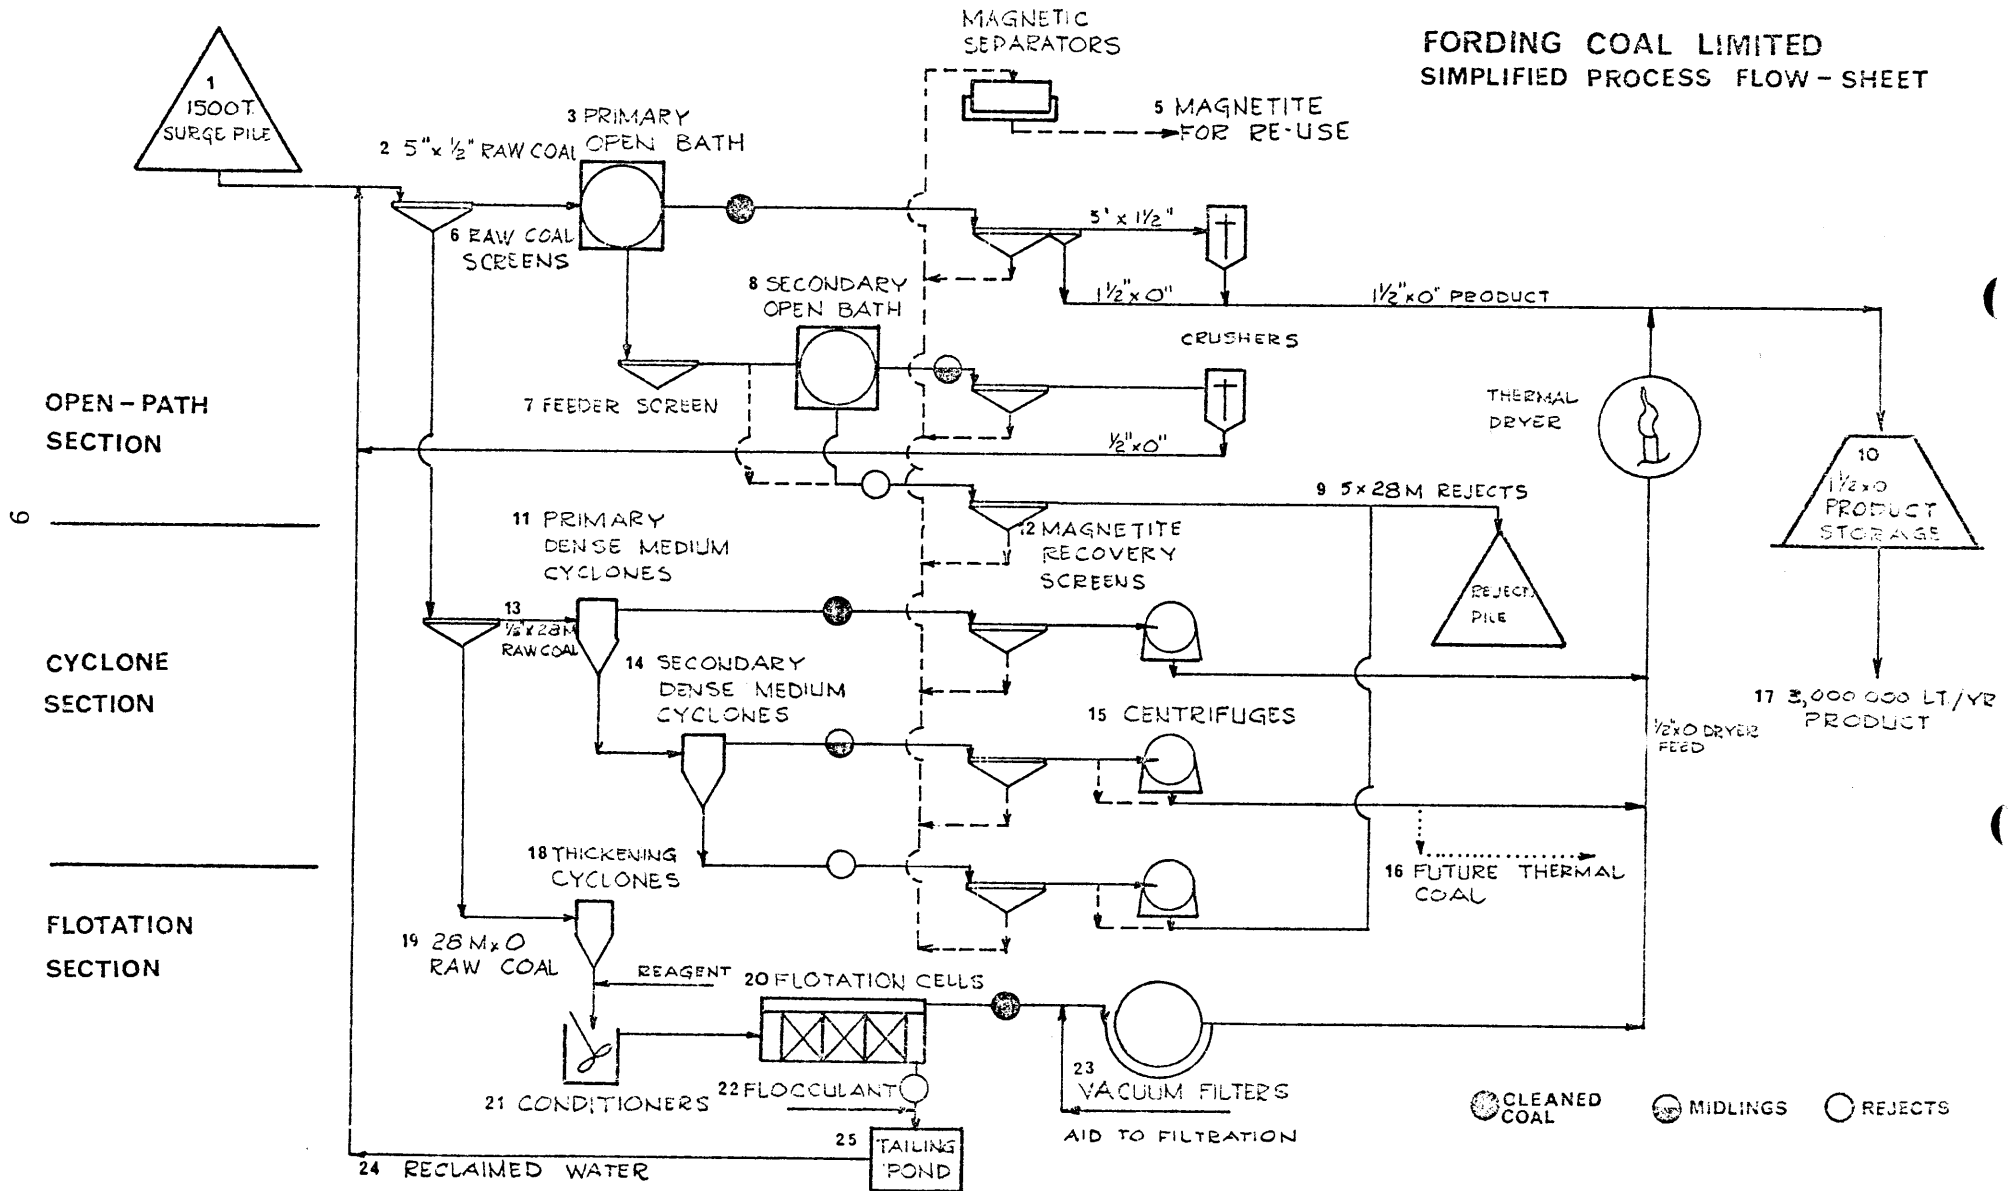 FORDING COAL LIMITED
SIMPLIFIED PROCESS FLOW-SHEET
MAGNETIC
SEPARATORS
5 MAGNETITE
FOR RE-USE
1
1500T.
SURGE PILE
2 5"x ½" RAW COAL
3 PRIMARY
OPEN BATH
6 RAW COAL
SCREENS
5' x 1½"
1½"x0"
1½"x0" PRODUCT
8 SECONDARY
OPEN BATH
CRUSHERS
7 FEEDER SCREEN
½"x0"
THERMAL
DRYER
OPEN-PATH
SECTION
9 5x28M REJECTS
10
1½x0
PRODUCT
STORAGE
9
11 PRIMARY
DENSE MEDIUM
CYCLONES
12 MAGNETITE
RECOVERY
SCREENS
REJECT
PILE
13
½"x28M
RAW COAL
CYCLONE
SECTION
14 SECONDARY
DENSE MEDIUM
CYCLONES
15 CENTRIFUGES
17 3,000 000 LT./YR
PRODUCT
½"x0 DRYER
FEED
16 FUTURE THERMAL
COAL
18 THICKENING
CYCLONES
FLOTATION
SECTION
19 28 M x 0
RAW COAL
REAGENT
20 FLOTATION CELLS
21 CONDITIONERS
22 FLOCCULANT
23
VACUUM FILTERS
AID TO FILTRATION
CLEANED
COAL
MIDLINGS
REJECTS
24 RECLAIMED WATER
25
TAILING
POND